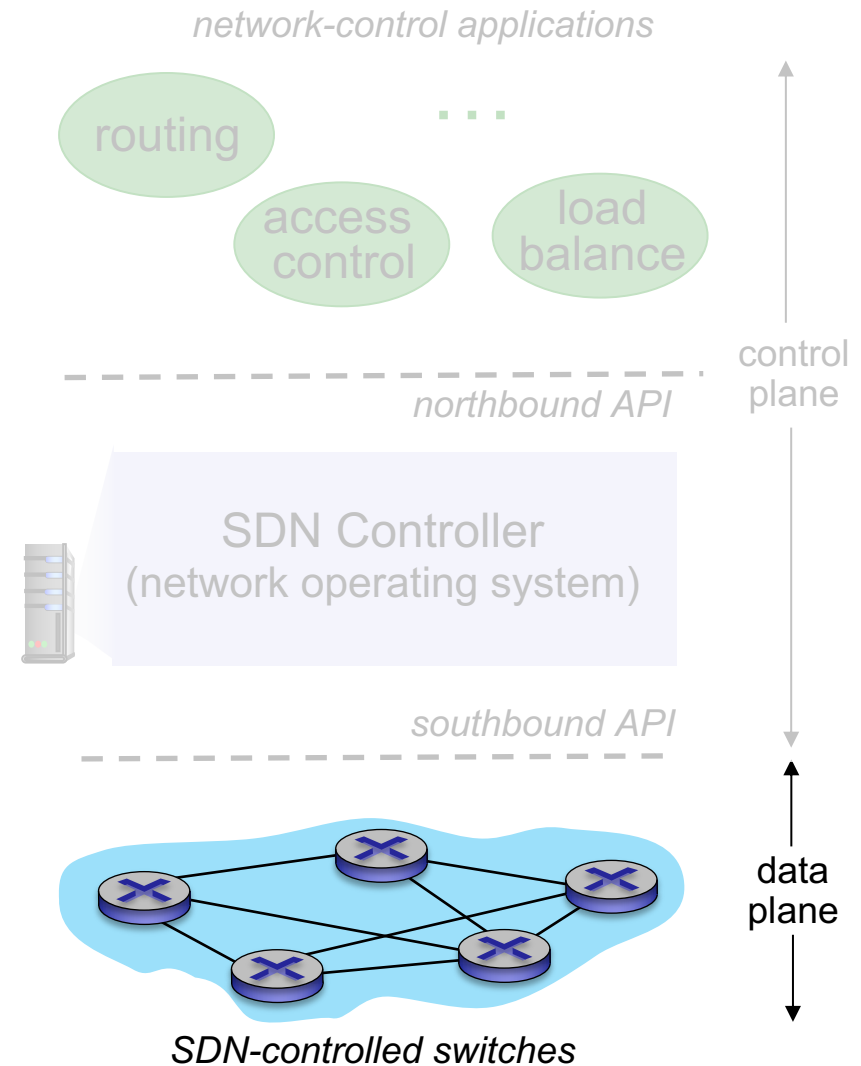 network-control applications
routing
...
access
control
load
balance
control
plane
northbound API
SDN Controller
(network operating system)
southbound API
data
plane
SDN-controlled switches